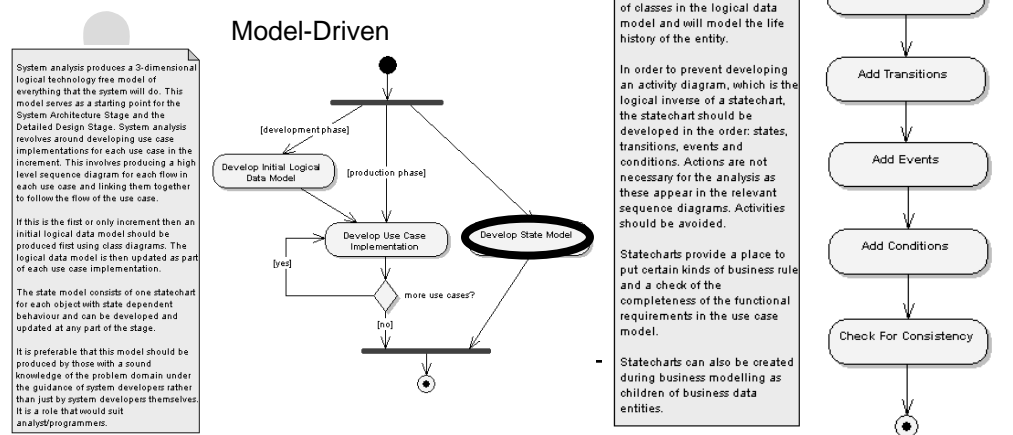 Model-Driven
System analysis produces a 3-dimensional
logical technology free model of
everything that the system will do. This
model serves as a starting point for the
System Architecture Stage and the
Detailed Design Stage. System analysis
revolves around developing use case
implementations for each use case in the
increment. This involves producing a high
level sequence diagram for each flow in
each use case and linking them together
to follow the flow of the use case.
If this is the first or only increment then an
initial logical data model should be
produced first using class diagrams. The
logical data model is then updated as part
of each use case implementation.
The state model consists of one statechart
for each object with state dependent
behaviour and can be developed and
updated at any part of the stage.
It is preferable that this model should be
produced by those with a sound
knowledge of the problem domain under
the guidance of system developers rather
than just by system developers themselves.
It is a role that would suit
analyst/programmers.
[development phase]
Develop Initial Logical
Data Model
[production phase]
Develop Use Case
Implementation
Develop State Model
[yes]
more use cases?
[no]
-
of classes in the logical data
model and will model the life
history of the entity.
In order to prevent developing
an activity diagram, which is the
logical inverse of a statechart,
the statechart should be
developed in the order: states,
transitions, events and
conditions. Actions are not
necessary for the analysis as
these appear in the relevant
sequence diagrams. Activities
should be avoided.
Statecharts provide a place to
put certain kinds of business rule
and a check of the
completeness of the functional
requirements in the use case
model.
Statecharts can also be created
during business modelling as
children of business data
entities.
Add Transitions
Add Events
Add Conditions
Check For Consistency